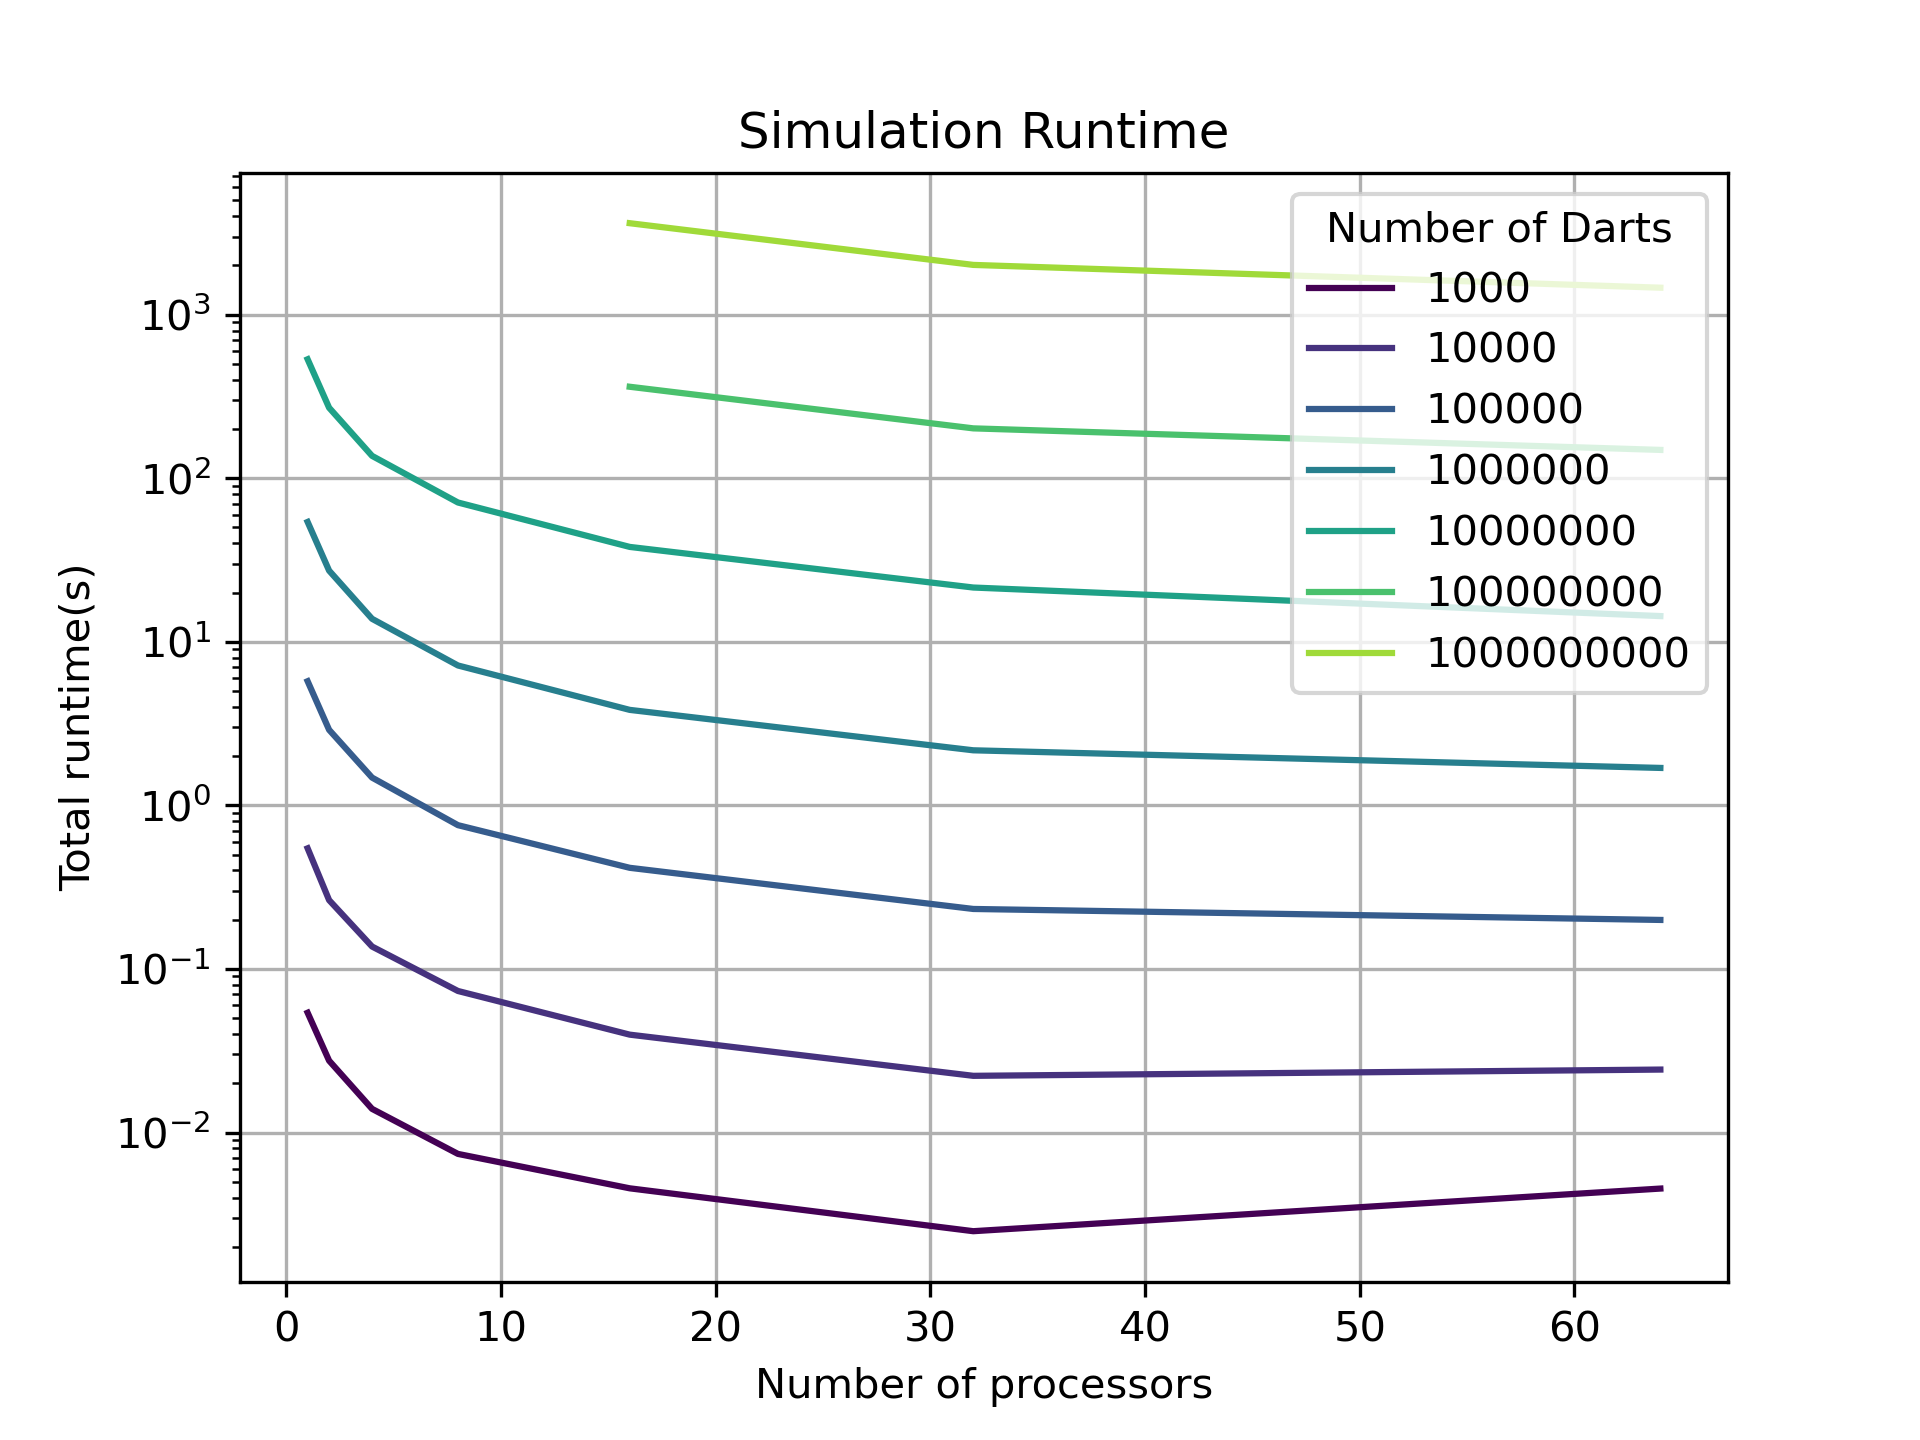 Simulation Runtime
Number of Darts
1000
10000
100000
1000000
10000000
100000000
1000000000
Total runtime(s)
10³
10²
10¹
10⁰
10⁻¹
10⁻²
0 10 20 30 40 50 60
Number of processors